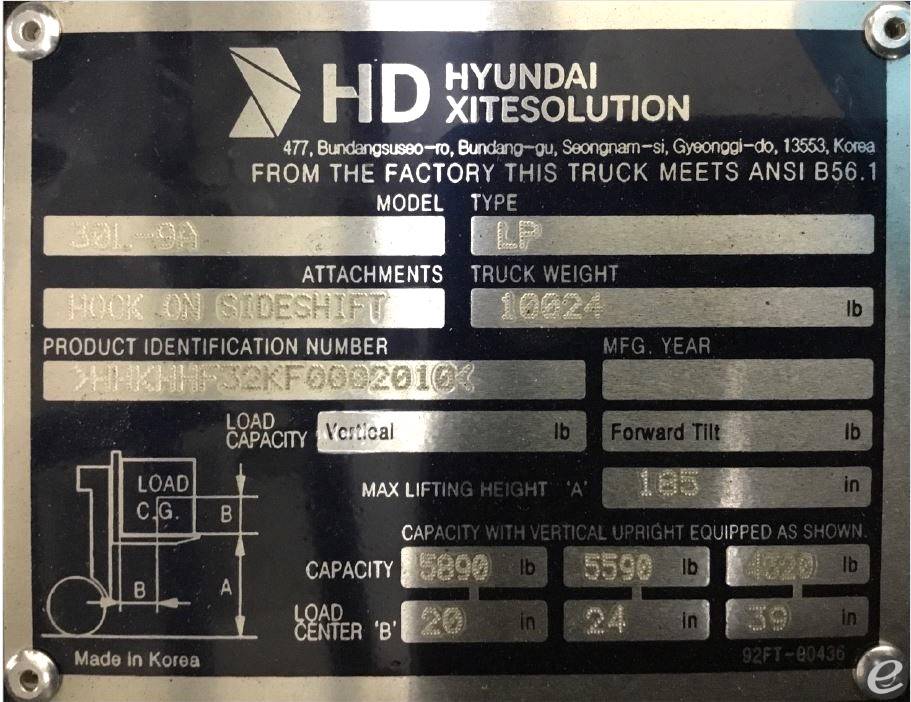 HD HYUNDAI
XITESOLUTION
477, Bundangsuseo-ro, Bundang-gu, Seongnam-si, Gyeonggi-do, 13553, Korea
FROM THE FACTORY THIS TRUCK MEETS ANSI B56.1
MODEL TYPE
30L-9A LP
ATTACHMENTS TRUCK WEIGHT
HOOK ON SIDESHIFT 10024 lb
PRODUCT IDENTIFICATION NUMBER MFG. YEAR
>HHKHHF32KF0002010<
LOAD
CAPACITY Vertical lb Forward Tilt lb
LOAD
C.G.
B
B
A
MAX LIFTING HEIGHT 'A' 185 in
CAPACITY WITH VERTICAL UPRIGHT EQUIPPED AS SHOWN.
CAPACITY 5890 lb 5590 lb lb
LOAD
CENTER 'B' 20 in 24 in 39 in
Made in Korea 92FT-00436
e